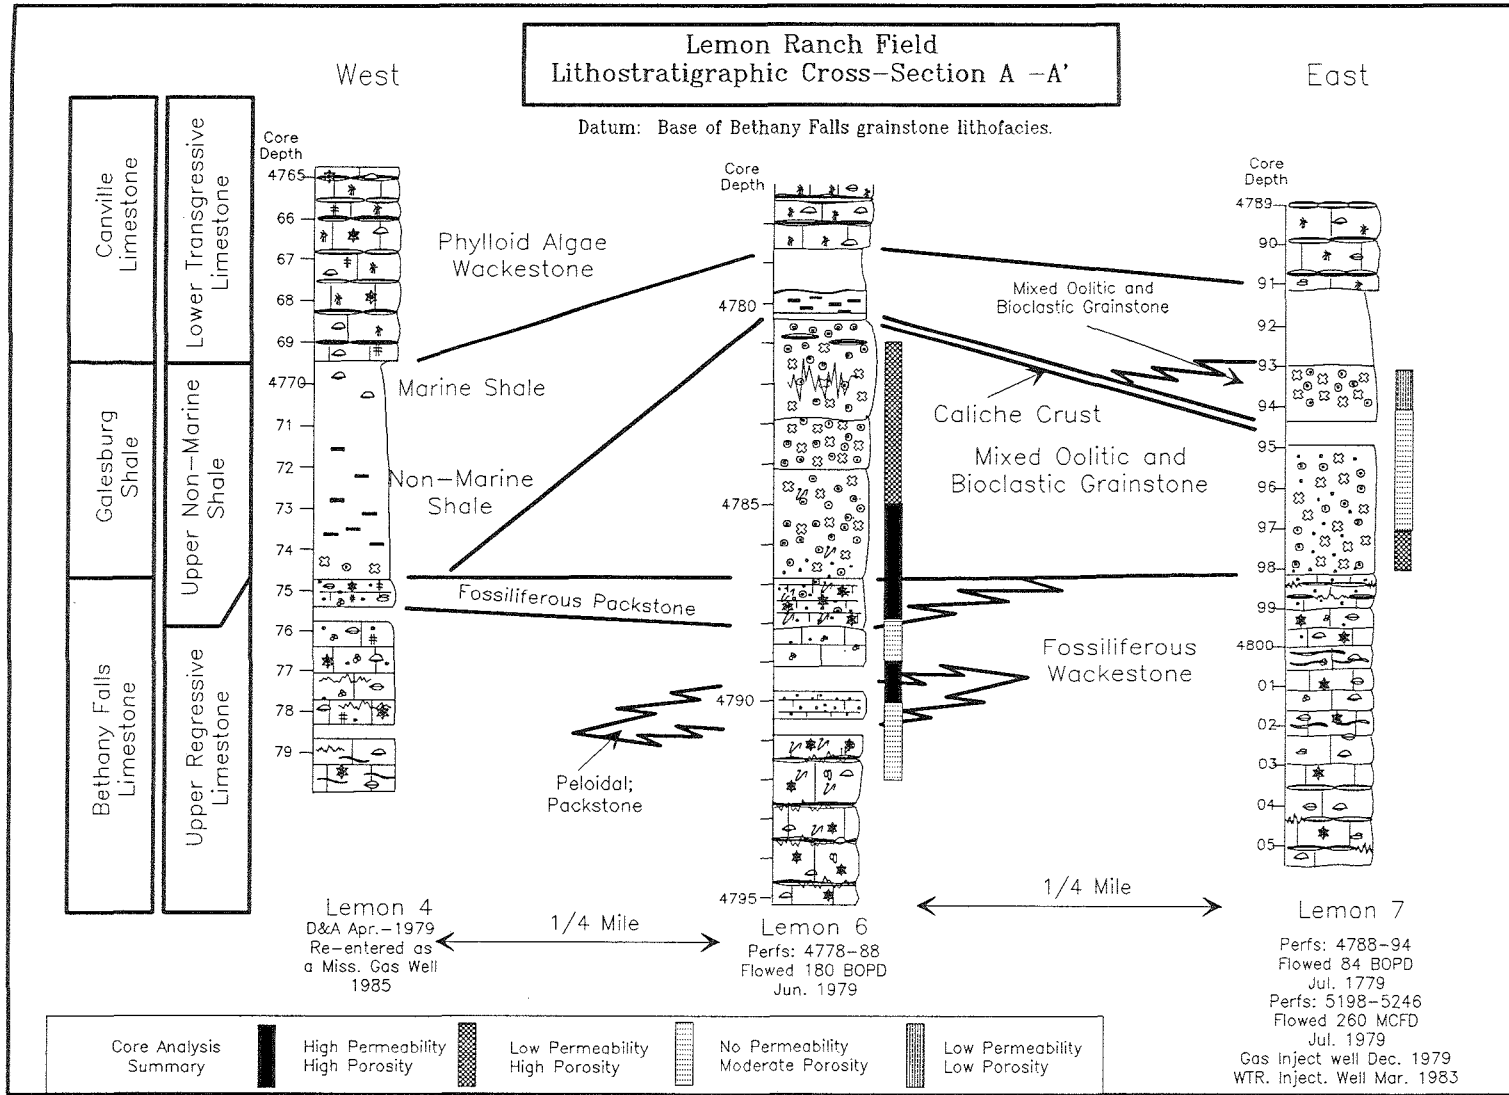 Lemon Ranch Field
Lithostratigraphic Cross-Section A -A'
West
East
Datum: Base of Bethany Falls grainstone lithofacies.
Canville
Limestone
Lower Transgressive
Limestone
Galesburg
Shale
Upper Non-Marine
Shale
Bethany Falls
Limestone
Upper Regressive
Limestone
Core
Depth
4765
66
67
68
69
4770
71
72
73
74
75
76
77
78
79
Phylloid Algae
Wackestone
Marine Shale
Non-Marine
Shale
Fossiliferous Packstone
Peloidal;
Packstone
Core
Depth
4780
4785
4790
4795
Mixed Oolitic and
Bioclastic Grainstone
Caliche Crust
Mixed Oolitic and
Bioclastic Grainstone
Fossiliferous
Wackestone
Core
Depth
4789
90
91
92
93
94
95
96
97
98
99
4800
01
02
03
04
05
Lemon 4
D&A Apr.-1979
Re-entered as
a Miss. Gas Well
1985
1/4 Mile
Lemon 6
Perfs: 4778-88
Flowed 180 BOPD
Jun. 1979
1/4 Mile
Lemon 7
Perfs: 4788-94
Flowed 84 BOPD
Jul. 1779
Perfs: 5198-5246
Flowed 260 MCFD
Jul. 1979
Gas Inject well Dec. 1979
WTR. Inject. Well Mar. 1983
Core Analysis
Summary
High Permeability
High Porosity
Low Permeability
High Porosity
No Permeability
Moderate Porosity
Low Permeability
Low Porosity